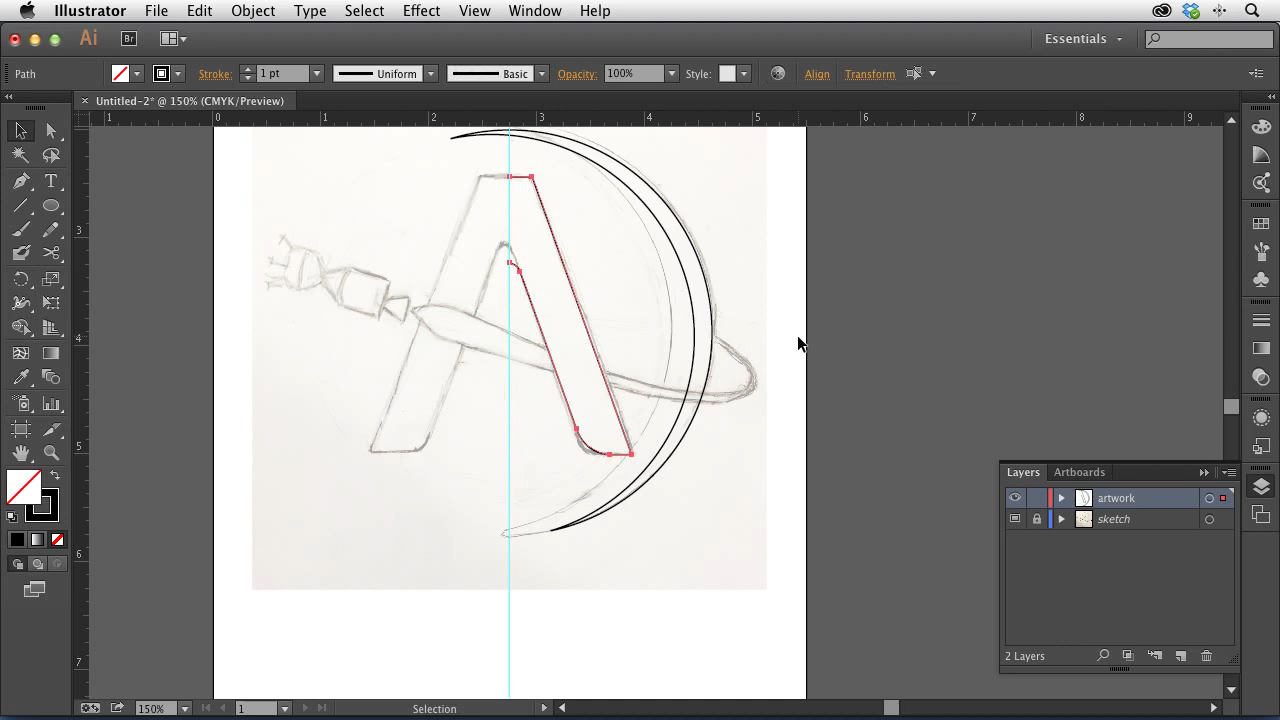 Illustrator File Edit Object Type Select Effect View Window Help
Ai Br Essentials
Path Stroke: 1 pt Uniform Basic Opacity: 100% Style: Align Transform
× Untitled-2* @ 150% (CMYK/Preview)
1 0 1 2 3 4 5 6 7 8 9
3
4
5
6
7
Layers Artboards
artwork
sketch
2 Layers
150% 1 Selection